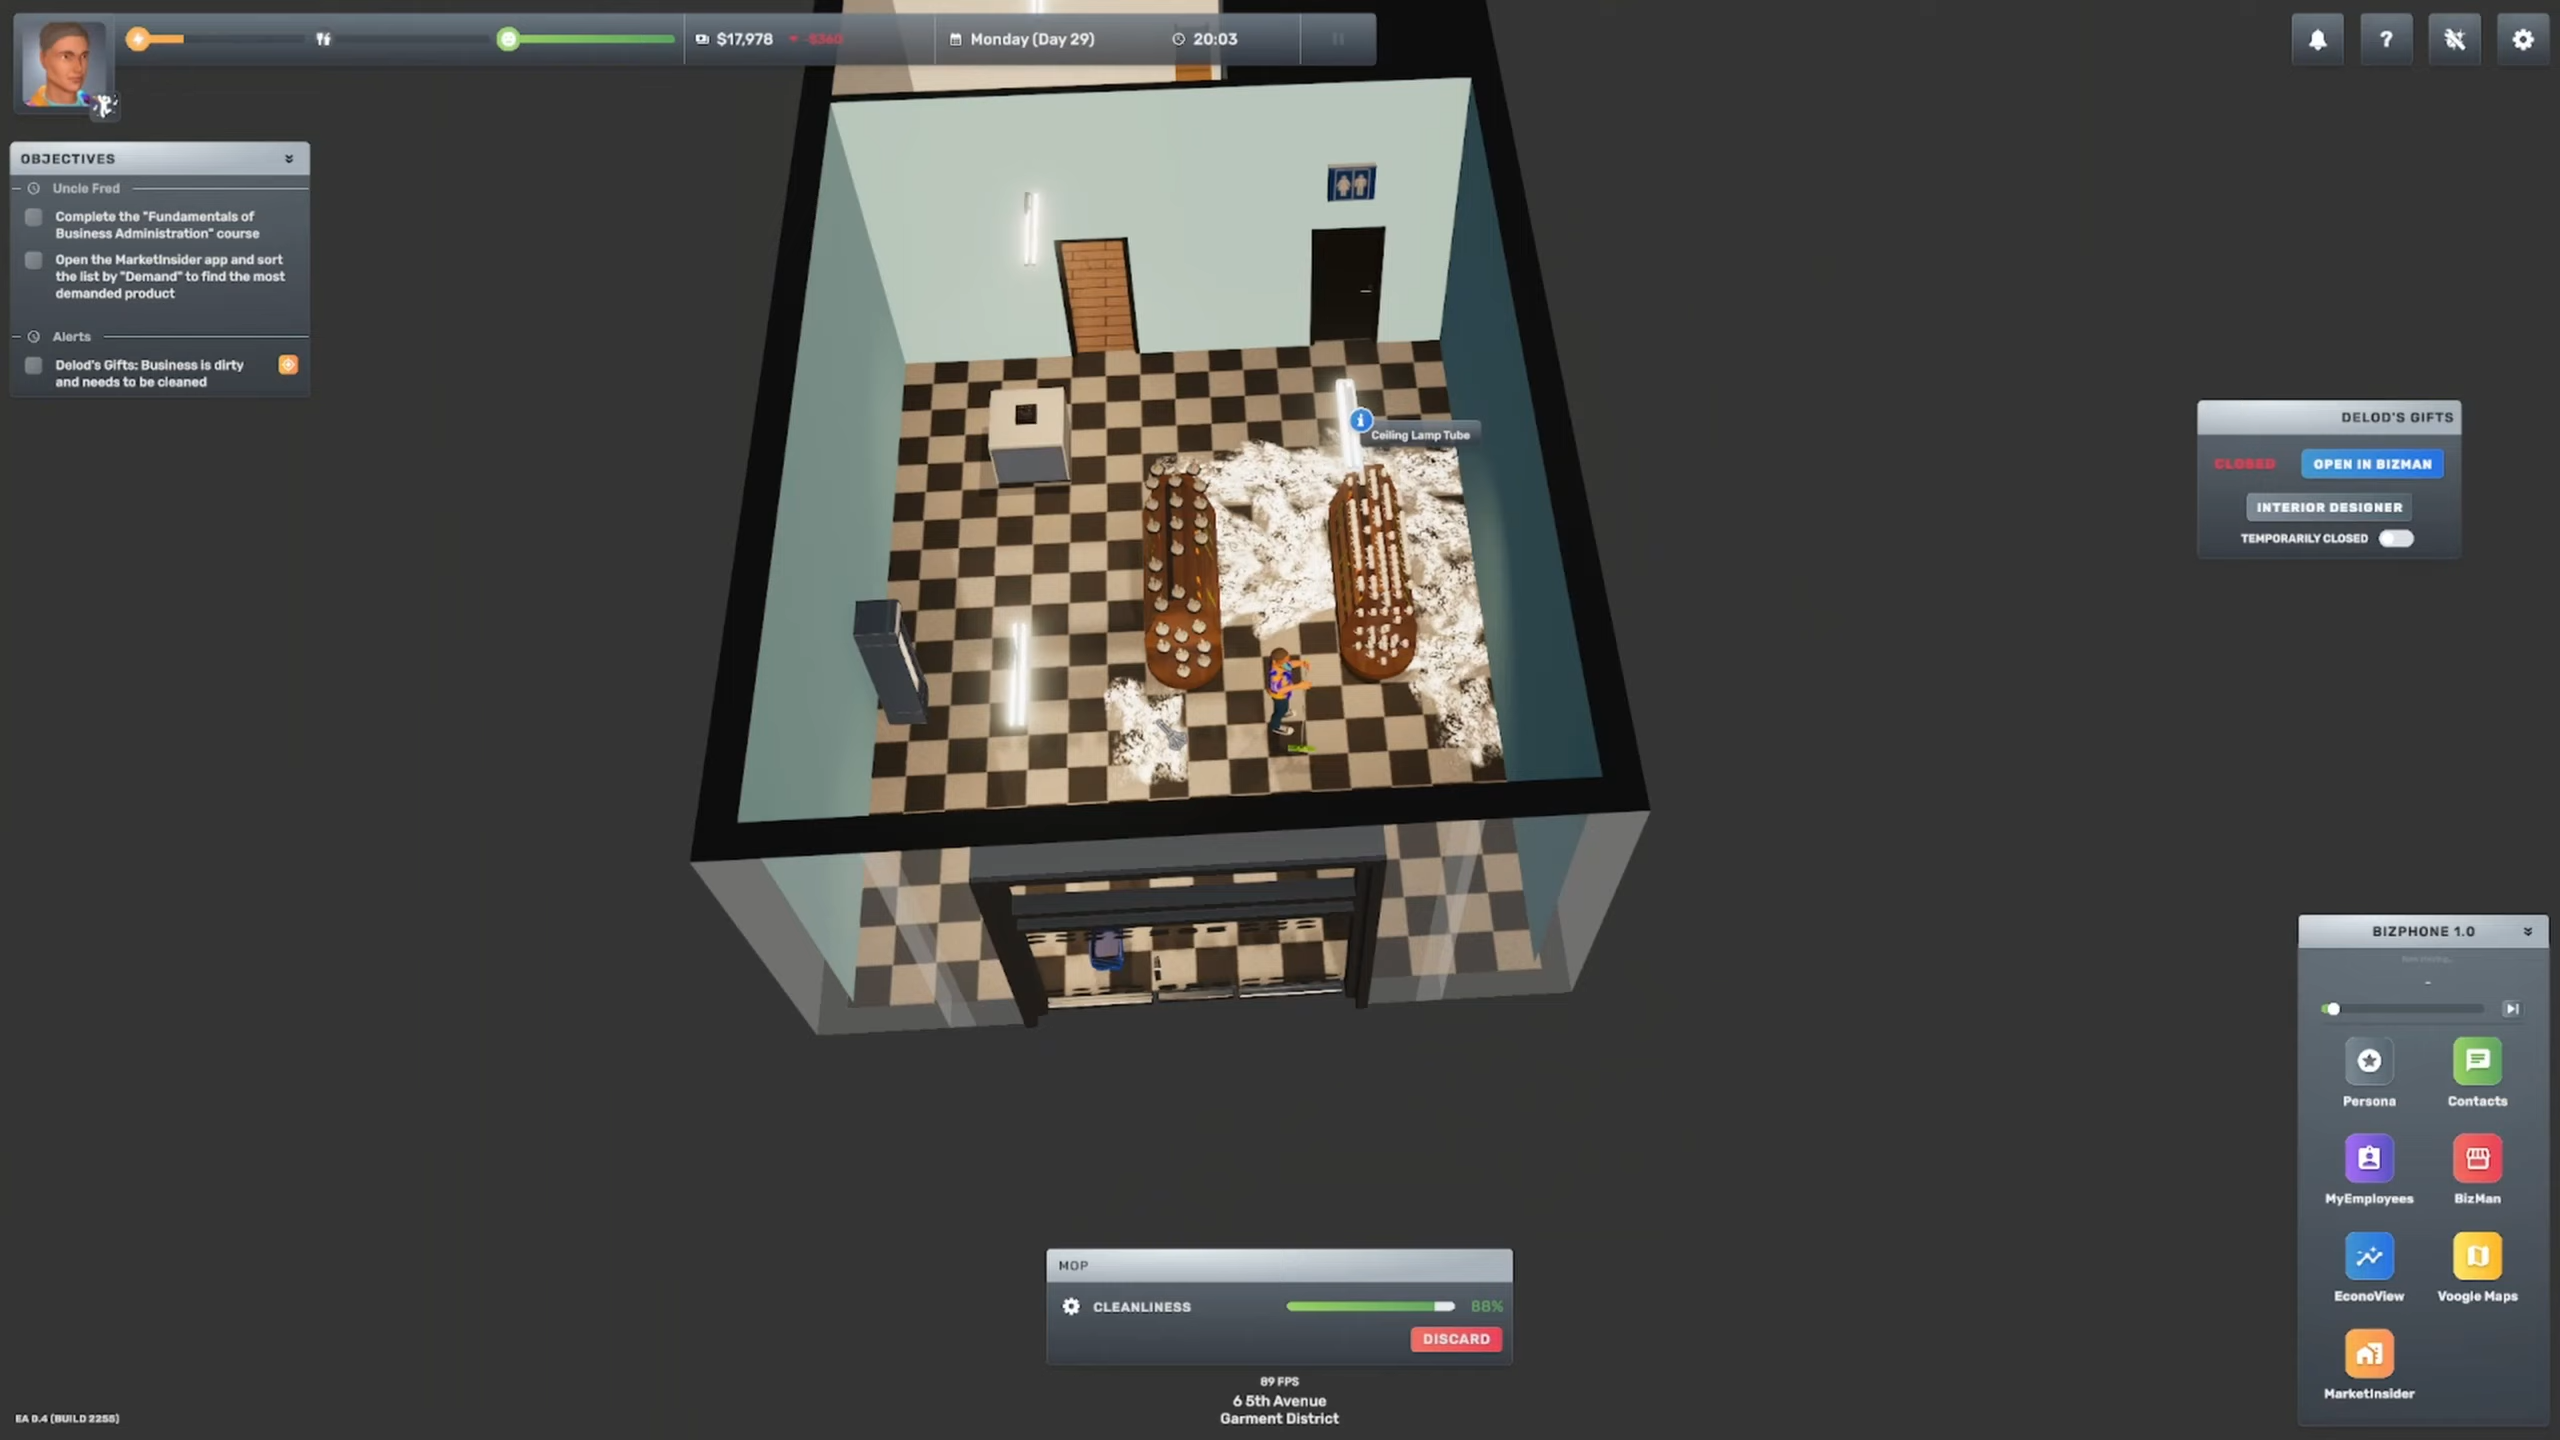 $17,978
-$360
Monday (Day 29)
20:03
?
OBJECTIVES
Uncle Fred
Complete the "Fundamentals of
Business Administration" course
Open the MarketInsider app and sort
the list by "Demand" to find the most
demanded product
Alerts
Delod's Gifts: Business is dirty
and needs to be cleaned
Ceiling Lamp Tube
DELOD'S GIFTS
CLOSED
OPEN IN BIZMAN
INTERIOR DESIGNER
TEMPORARILY CLOSED
BIZPHONE 1.0
-
Persona
Contacts
MyEmployees
BizMan
EconoView
Voogle Maps
MarketInsider
MOP
CLEANLINESS
88%
DISCARD
89 FPS
6 5th Avenue
Garment District
EA 0.4 (BUILD 2255)